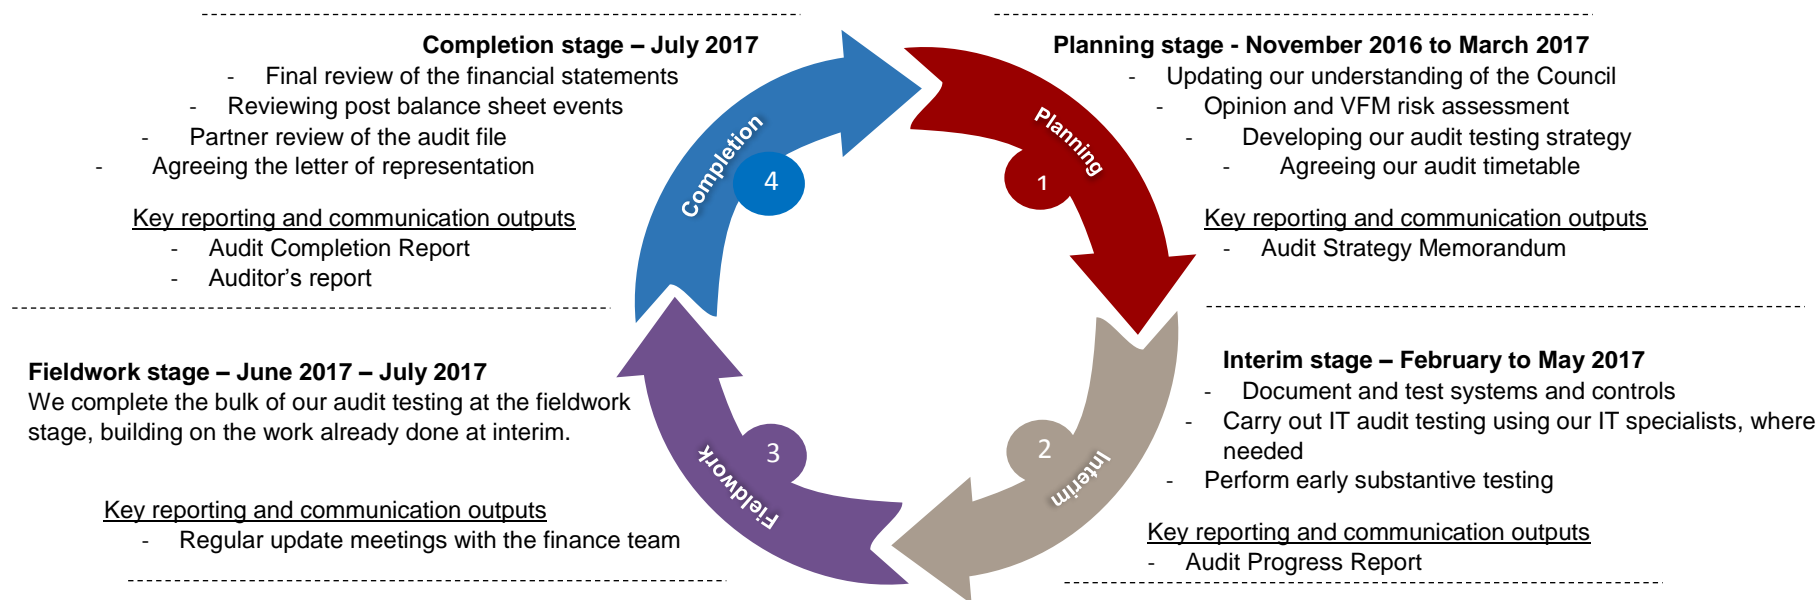 Completion stage – July 2017
- Final review of the financial statements
- Reviewing post balance sheet events
- Partner review of the audit file
- Agreeing the letter of representation
Key reporting and communication outputs
- Audit Completion Report
- Auditor’s report
Planning stage - November 2016 to March 2017
- Updating our understanding of the Council
- Opinion and VFM risk assessment
- Developing our audit testing strategy
- Agreeing our audit timetable
Key reporting and communication outputs
- Audit Strategy Memorandum
Completion
4
Planning
1
Fieldwork stage – June 2017 – July 2017
We complete the bulk of our audit testing at the fieldwork
stage, building on the work already done at interim.
Key reporting and communication outputs
- Regular update meetings with the finance team
3
Fieldwork
2
Interim
Interim stage – February to May 2017
- Document and test systems and controls
- Carry out IT audit testing using our IT specialists, where
needed
- Perform early substantive testing
Key reporting and communication outputs
- Audit Progress Report